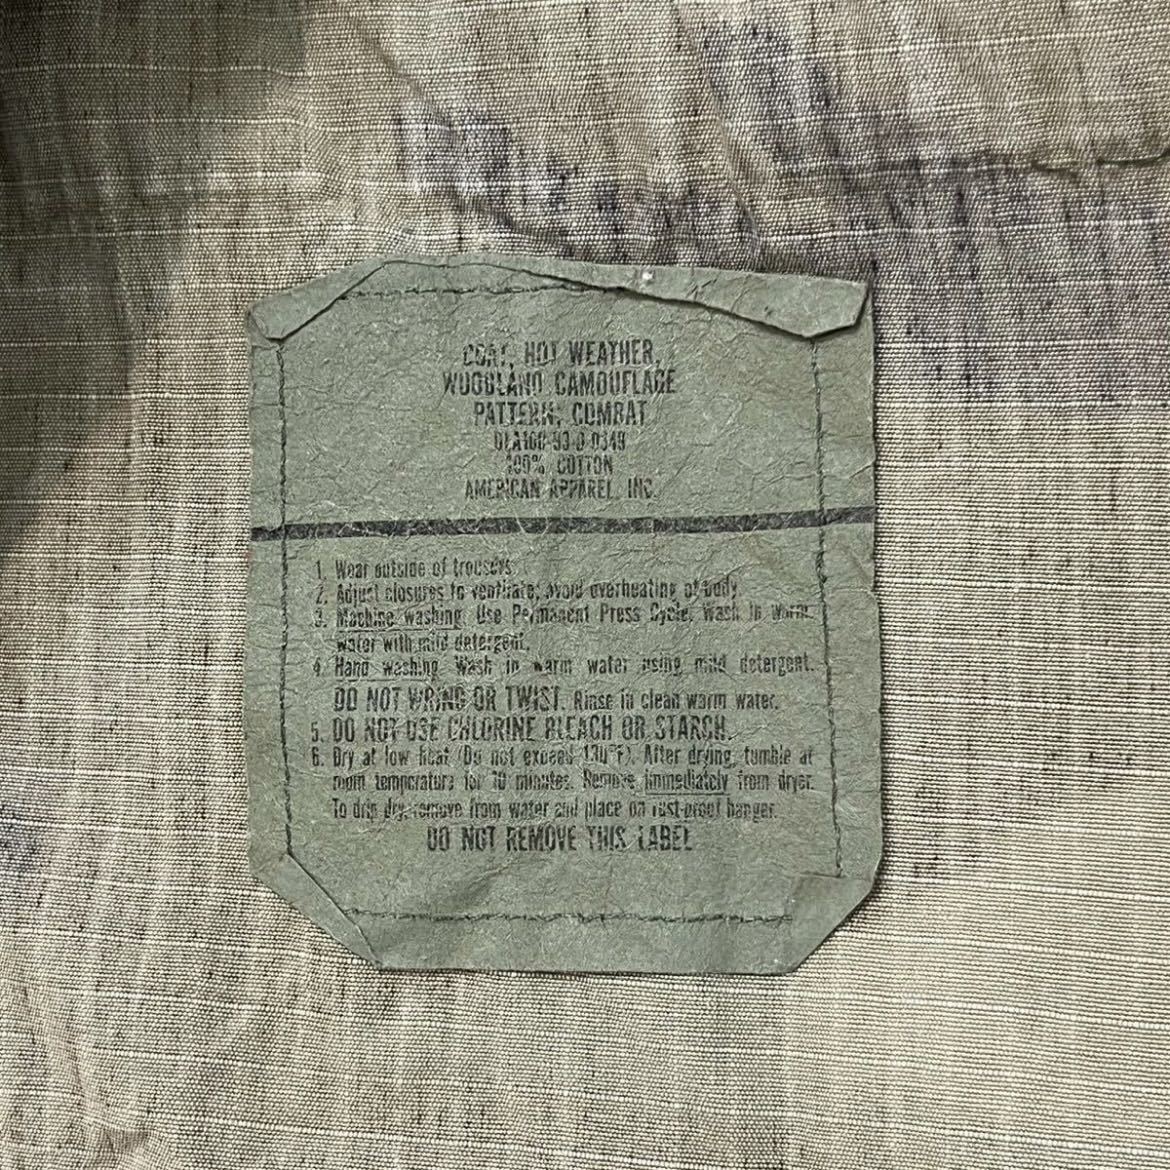 COAT, HOT WEATHER,
WOODLAND CAMOUFLAGE
PATTERN, COMBAT
DLA100-93-D-0349
100% COTTON
AMERICAN APPAREL, INC.
1. Wear outside of trousers.
2. Adjust closures to ventilate; avoid overheating of body.
3. Machine washing. Use Permanent Press Cycle. Wash in warm
water with mild detergent.
4. Hand washing. Wash in warm water using mild detergent.
DO NOT WRING OR TWIST. Rinse in clean warm water.
5. DO NOT USE CHLORINE BLEACH OR STARCH.
6. Dry at low heat (Do not exceed 130°F). After drying, tumble at
room temperature for 10 minutes. Remove immediately from dryer.
To drip dry, remove from water and place on rust-proof hanger.
DO NOT REMOVE THIS LABEL